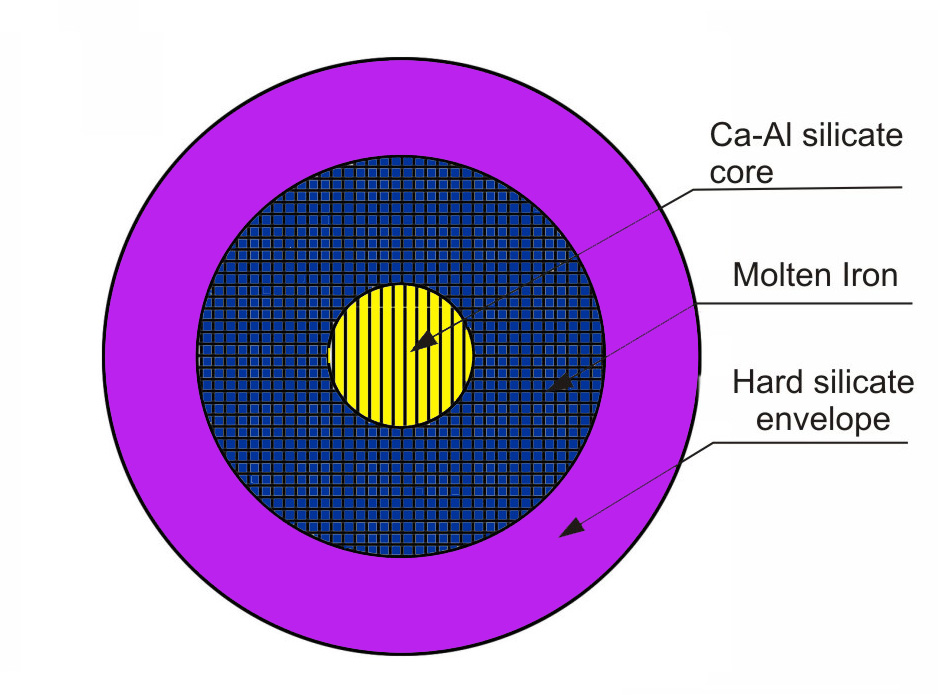 Ca-Al silicate
core
Molten Iron
Hard silicate
envelope